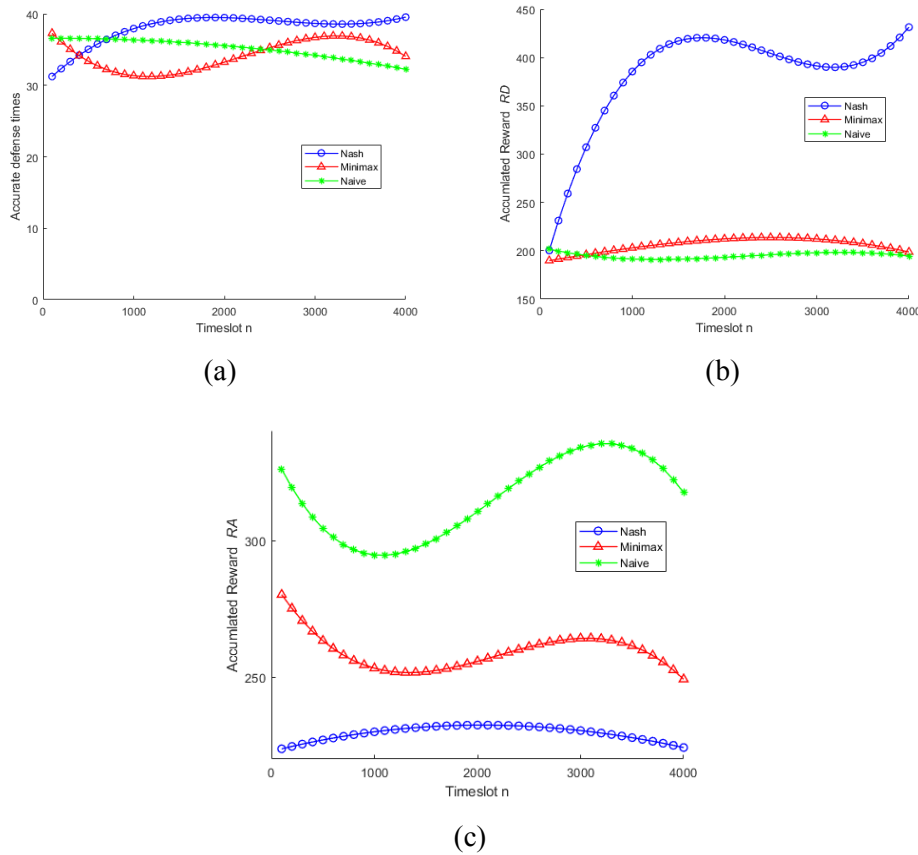 Accurate defense times
40
30
20
10
0
0
1000
2000
3000
4000
Timeslot n
Nash
Minimax
Naive
(a)
Accumlated Reward RD
450
400
350
300
250
200
150
0
1000
2000
3000
4000
Timeslot n
Nash
Minimax
Naive
(b)
Accumlated Reward RA
300
250
0
1000
2000
3000
4000
Timeslot n
Nash
Minimax
Naive
(c)